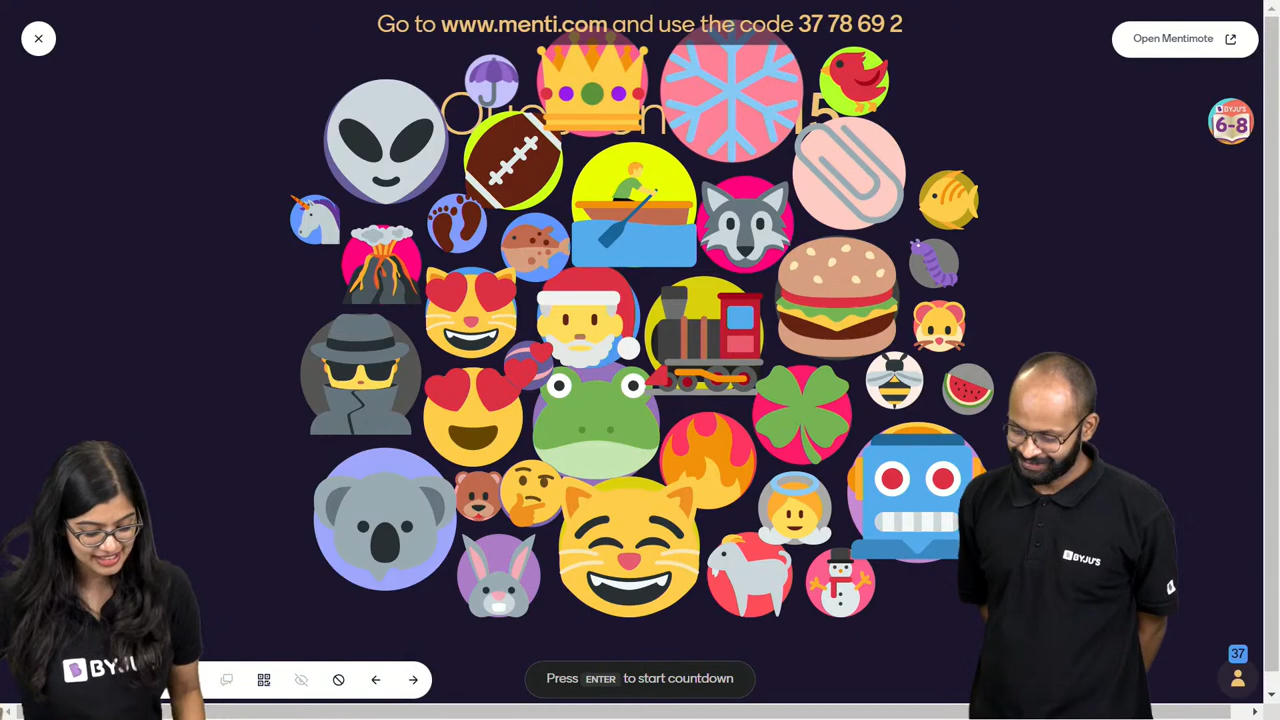 Go to www.menti.com and use the code 37 78 69 2
Open Mentimote
BYJU'S
6-8
BYJU'S
BYJU'S
37
Press ENTER to start countdown